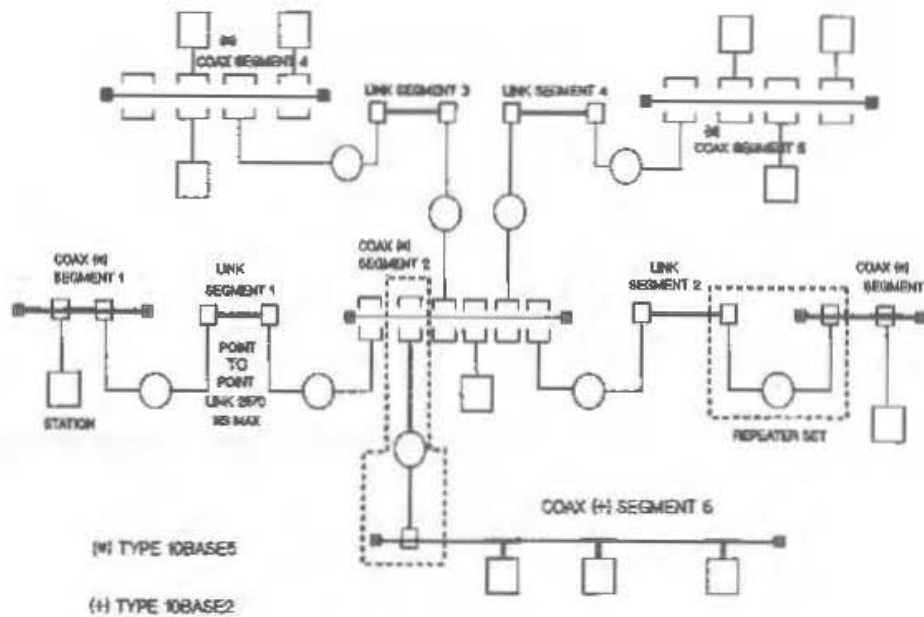 (*)
COAX SEGMENT 4
LINK SEGMENT 3
LINK SEGMENT 4
(*)
COAX SEGMENT 5
COAX (*)
SEGMENT 1
LINK
SEGMENT 1
COAX (*)
SEGMENT 2
LINK
SEGMENT 2
COAX (*)
SEGMENT
POINT
TO
POINT
LINK 2570
NS MAX
STATION
REPEATER SET
COAX (+) SEGMENT 6
(*) TYPE 10BASE5
(+) TYPE 10BASE2